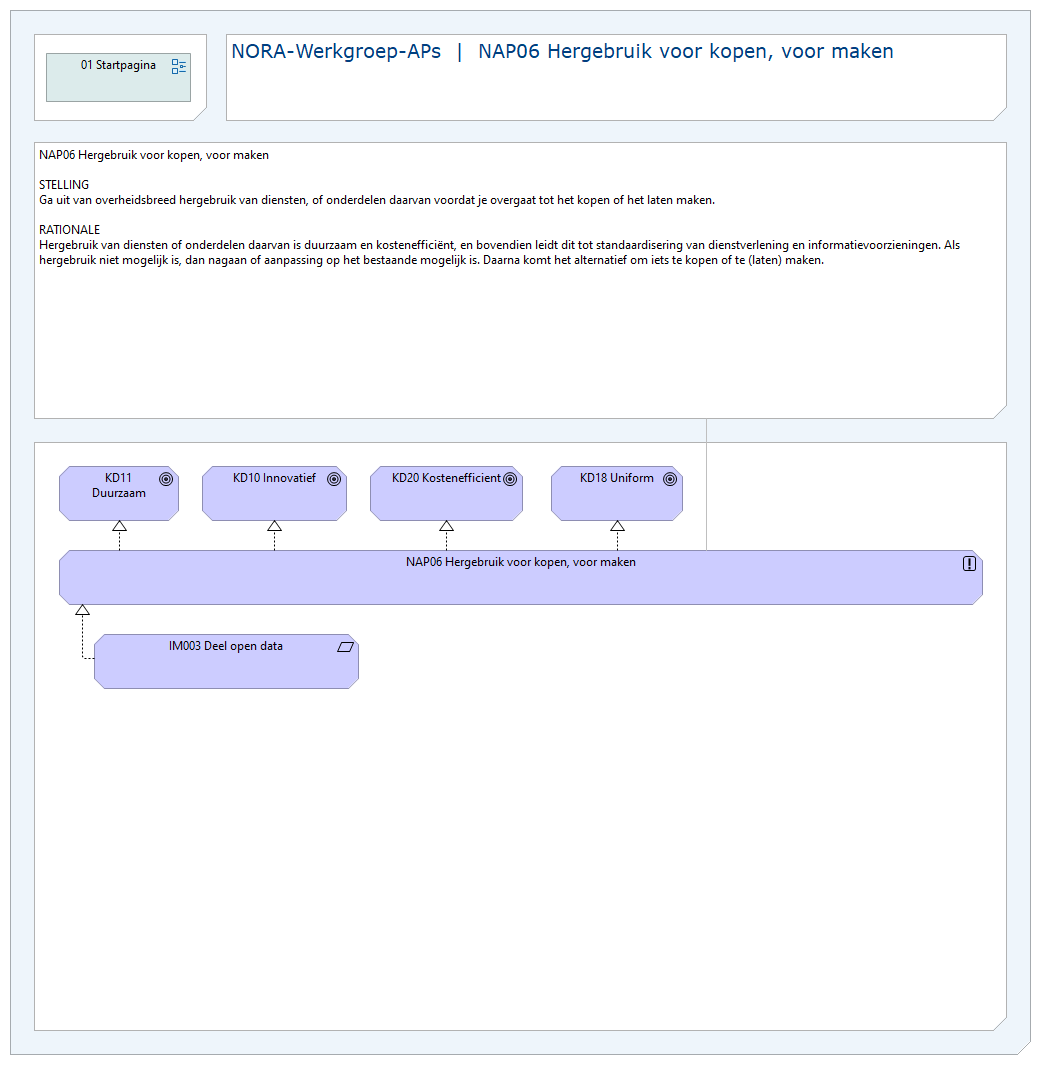 01 Startpagina
NORA-Werkgroep-APs | NAP06 Hergebruik voor kopen, voor maken
NAP06 Hergebruik voor kopen, voor maken
STELLING
Ga uit van overheidsbreed hergebruik van diensten, of onderdelen daarvan voordat je overgaat tot het kopen of het laten maken.
RATIONALE
Hergebruik van diensten of onderdelen daarvan is duurzaam en kostenefficiënt, en bovendien leidt dit tot standaardisering van dienstverlening en informatievoorzieningen. Als
hergebruik niet mogelijk is, dan nagaan of aanpassing op het bestaande mogelijk is. Daarna komt het alternatief om iets te kopen of te (laten) maken.
KD11
Duurzaam
KD10 Innovatief
KD20 Kostenefficient
KD18 Uniform
NAP06 Hergebruik voor kopen, voor maken
IM003 Deel open data